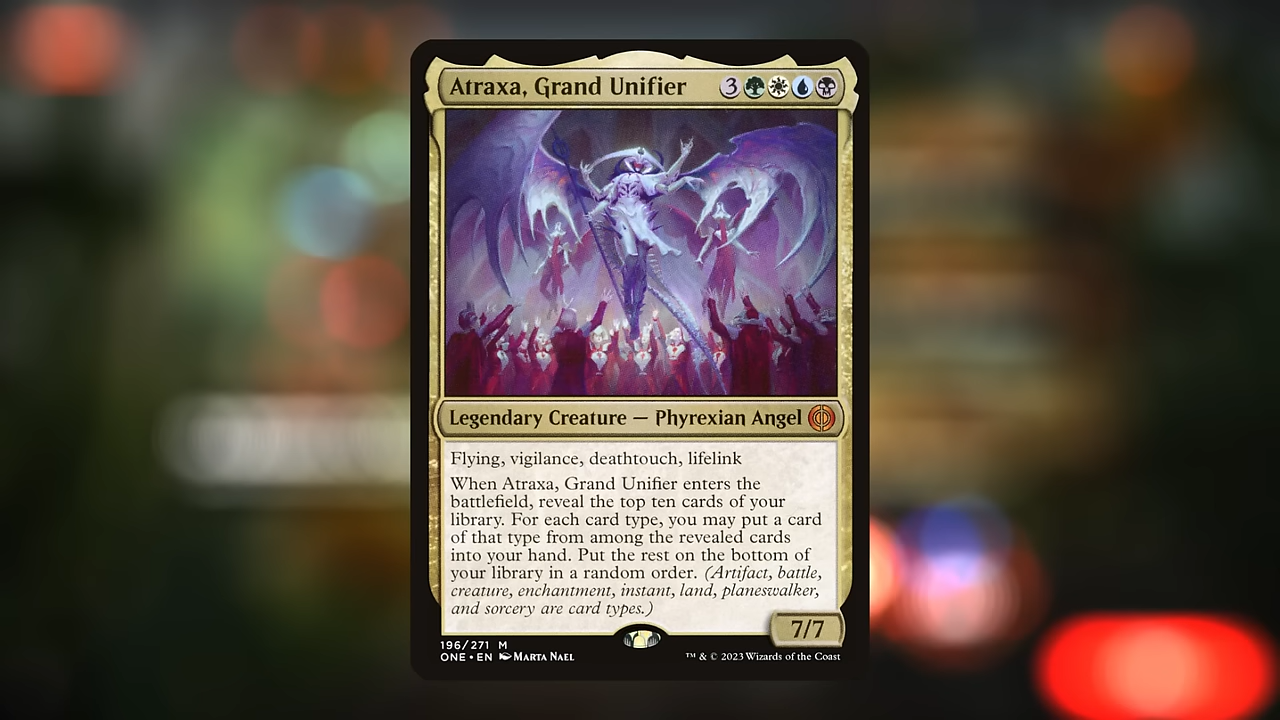 Atraxa, Grand Unifier 3
Legendary Creature — Phyrexian Angel
Flying, vigilance, deathtouch, lifelink
When Atraxa, Grand Unifier enters the
battlefield, reveal the top ten cards of your
library. For each card type, you may put a card
of that type from among the revealed cards
into your hand. Put the rest on the bottom of
your library in a random order. (Artifact, battle,
creature, enchantment, instant, land, planeswalker,
and sorcery are card types.)
7/7
196/271 M
ONE • EN Marta Nael
™ & © 2023 Wizards of the Coast